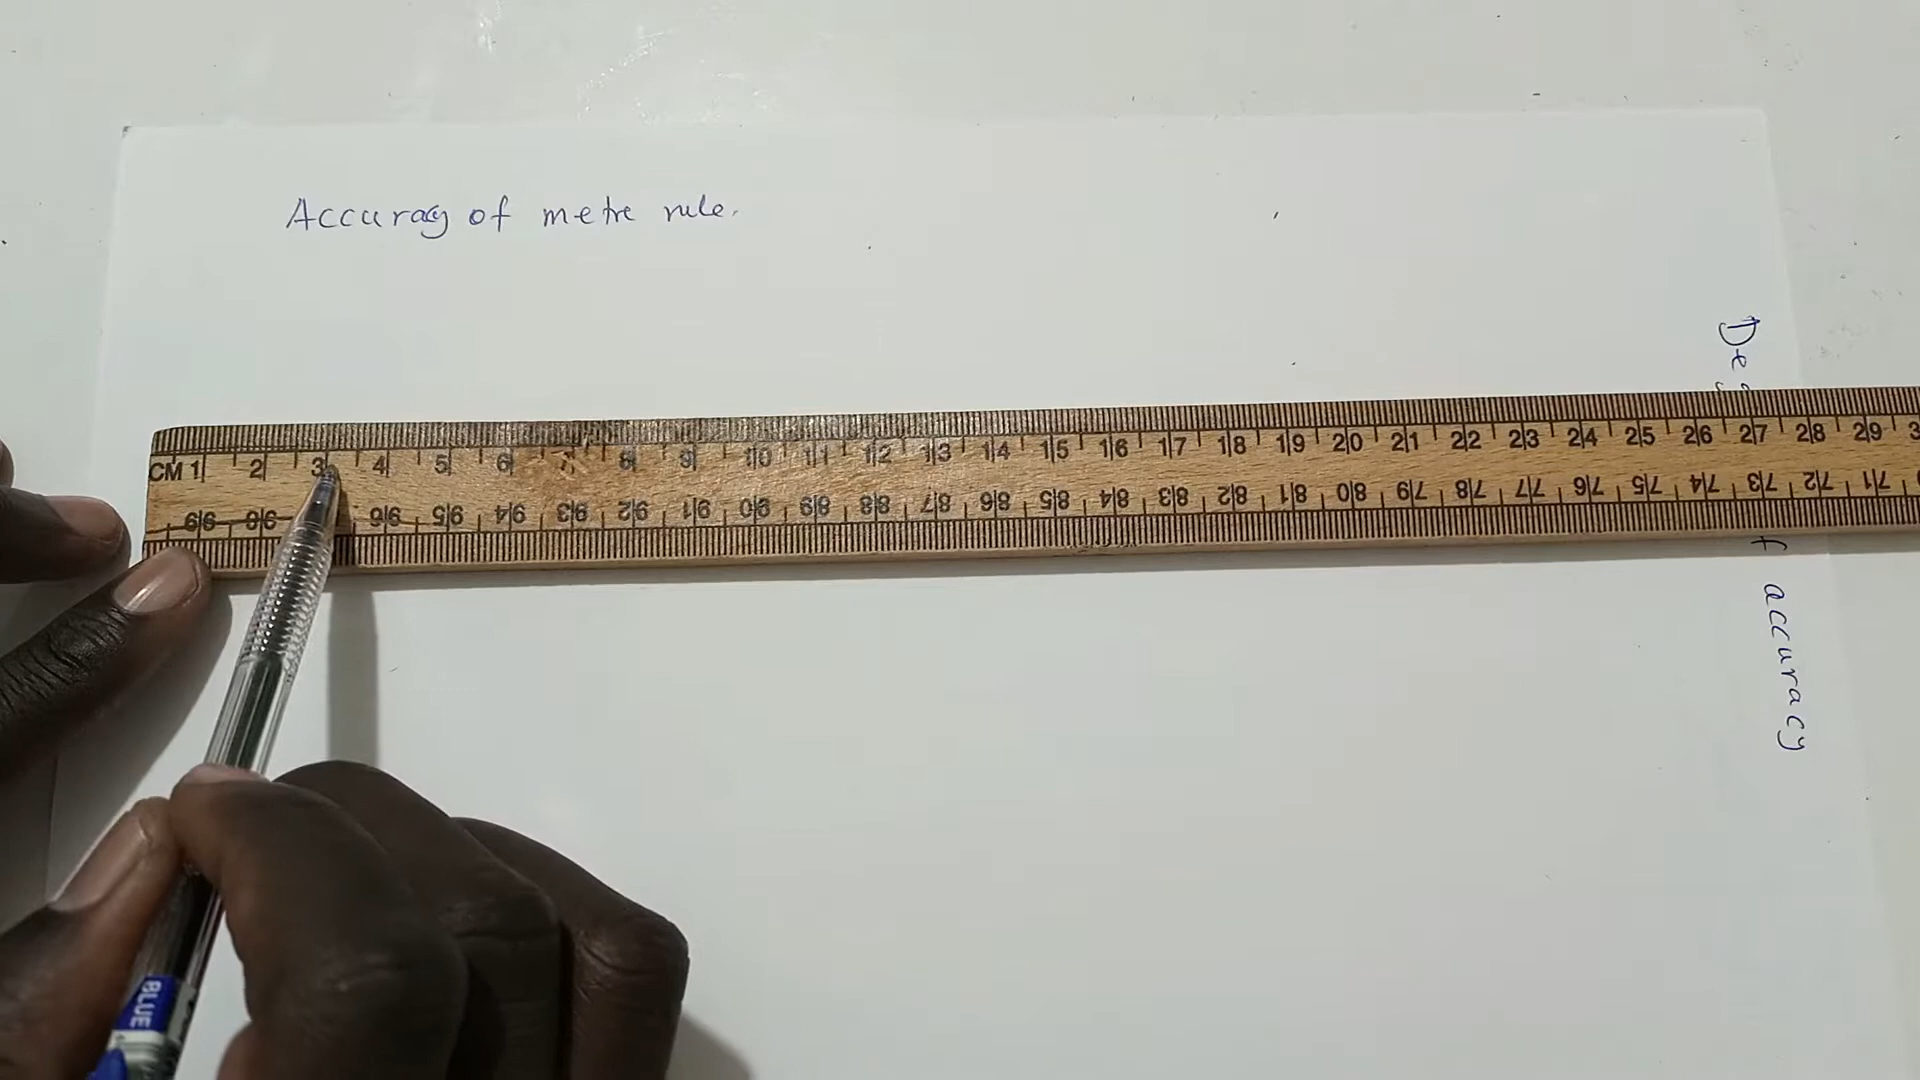 Accuracy of metre rule.
CM 1 2 3 4 5 6 7 8 9 10 11 12 13 14 15 16 17 18 19 20 21 22 23 24 25 26 27 28 29 3
99 98 96 95 94 93 92 91 90 89 88 87 86 85 84 83 82 81 80 79 78 77 76 75 74 73 72 71
Deg
f accuracy
BLUE